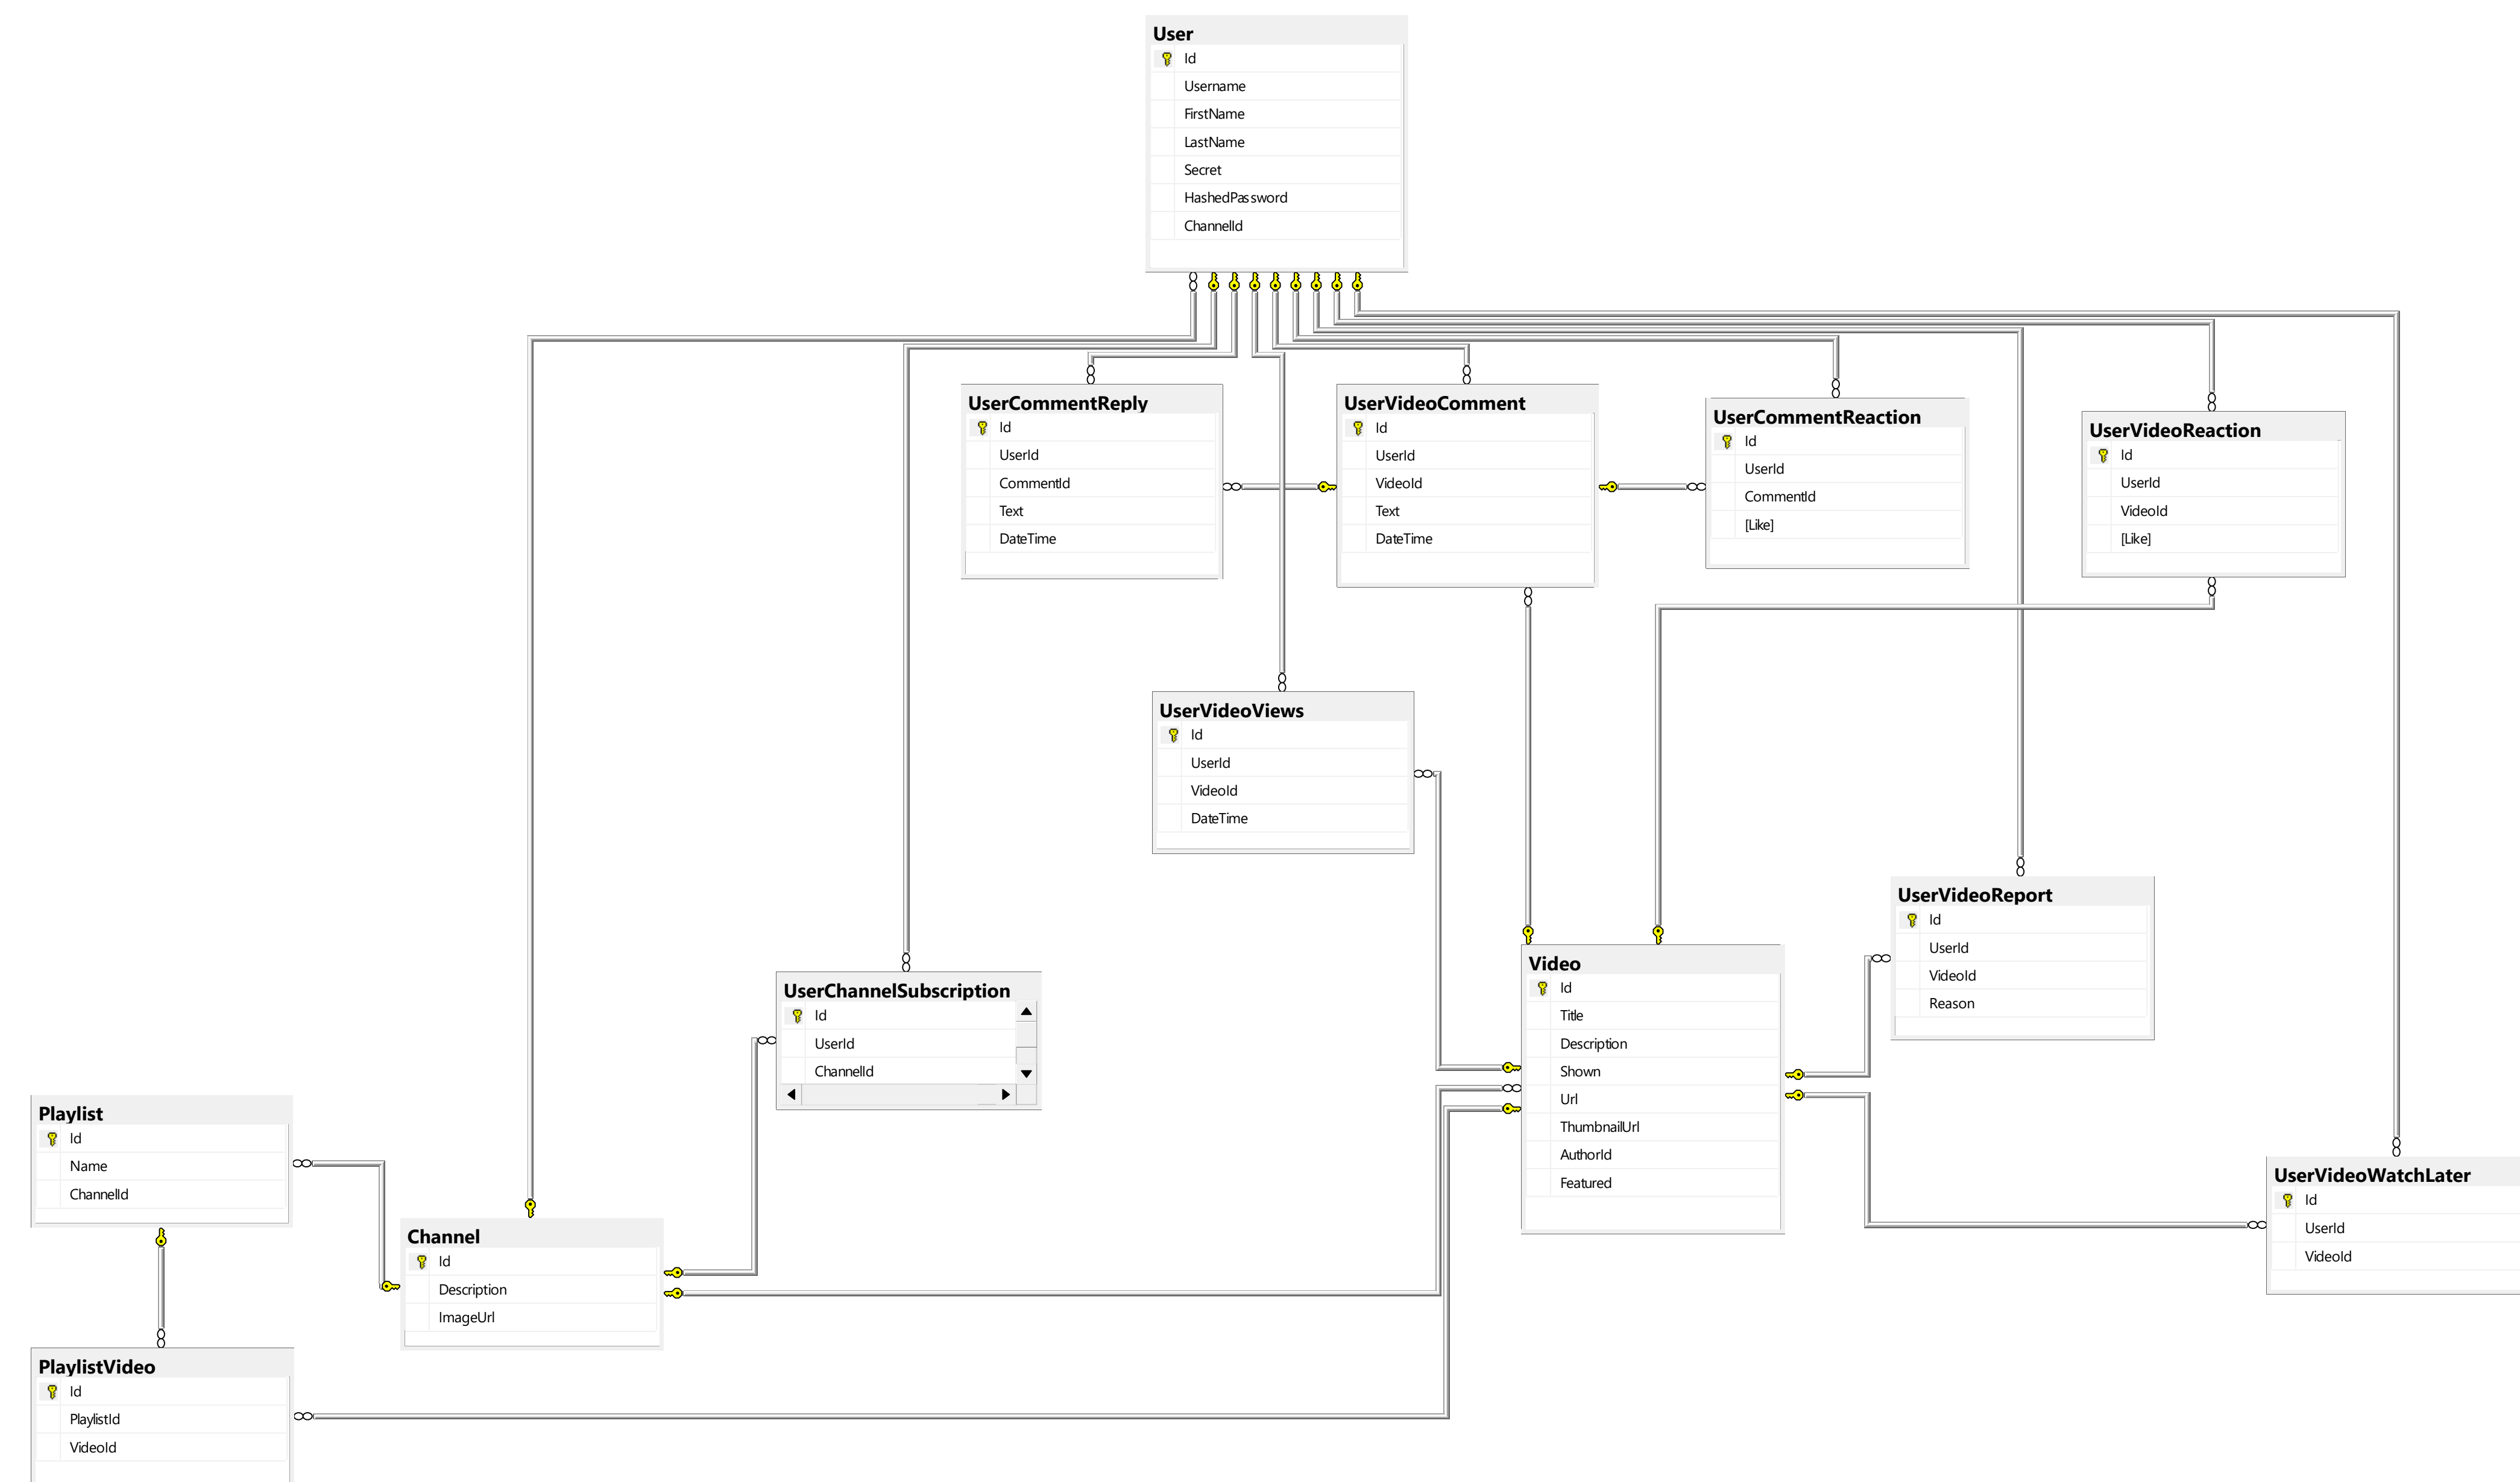 User
Id
Username
FirstName
LastName
Secret
HashedPassword
ChannelId
UserCommentReply
Id
UserId
CommentId
Text
DateTime
UserVideoComment
Id
UserId
VideoId
Text
DateTime
UserCommentReaction
Id
UserId
CommentId
[Like]
UserVideoReaction
Id
UserId
VideoId
[Like]
UserVideoViews
Id
UserId
VideoId
DateTime
UserVideoReport
Id
UserId
VideoId
Reason
Video
Id
Title
Description
Shown
Url
ThumbnailUrl
AuthorId
Featured
UserChannelSubscription
Id
UserId
ChannelId
Playlist
Id
Name
ChannelId
UserVideoWatchLater
Id
UserId
VideoId
Channel
Id
Description
ImageUrl
PlaylistVideo
Id
PlaylistId
VideoId